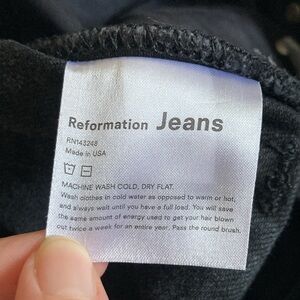 Reformation Jeans
RN143248
Made in USA
MACHINE WASH COLD, DRY FLAT.
Wash clothes in cold water as opposed to warm or hot,
and always wait until you have a full load. You will save
the same amount of energy used to get your hair blown
out twice a week for an entire year. Pass the round brush.